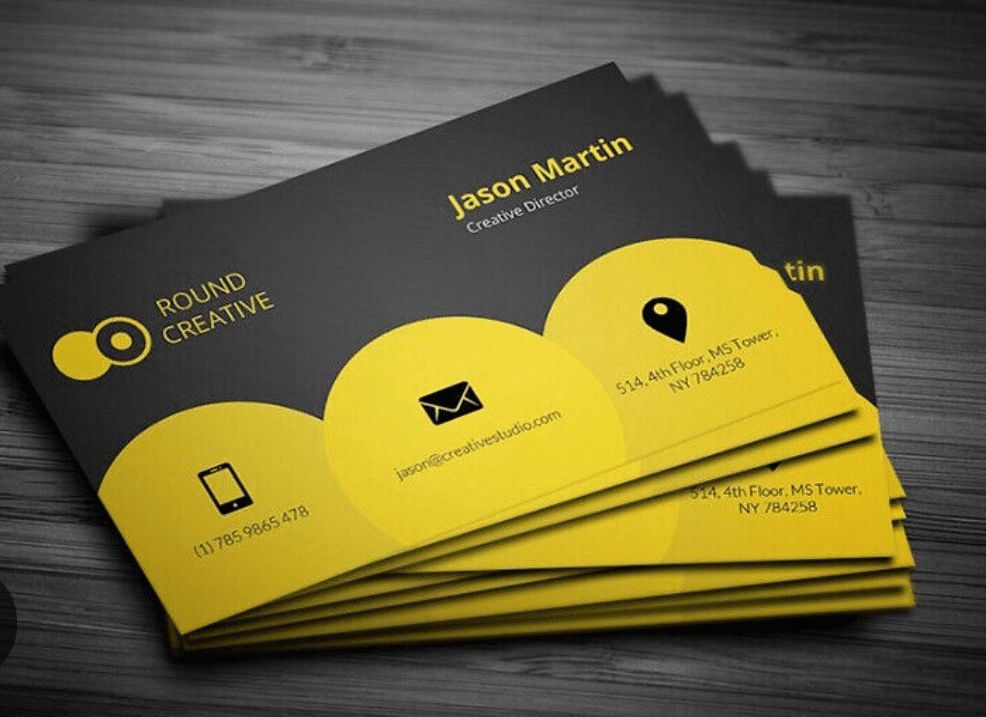 Jason Martin
Creative Director
ROUND
CREATIVE
514, 4th Floor, MS Tower,
NY 784258
jason@creativestudio.com
(1) 785 9865 478
tin
514, 4th Floor, MS Tower,
NY 784258